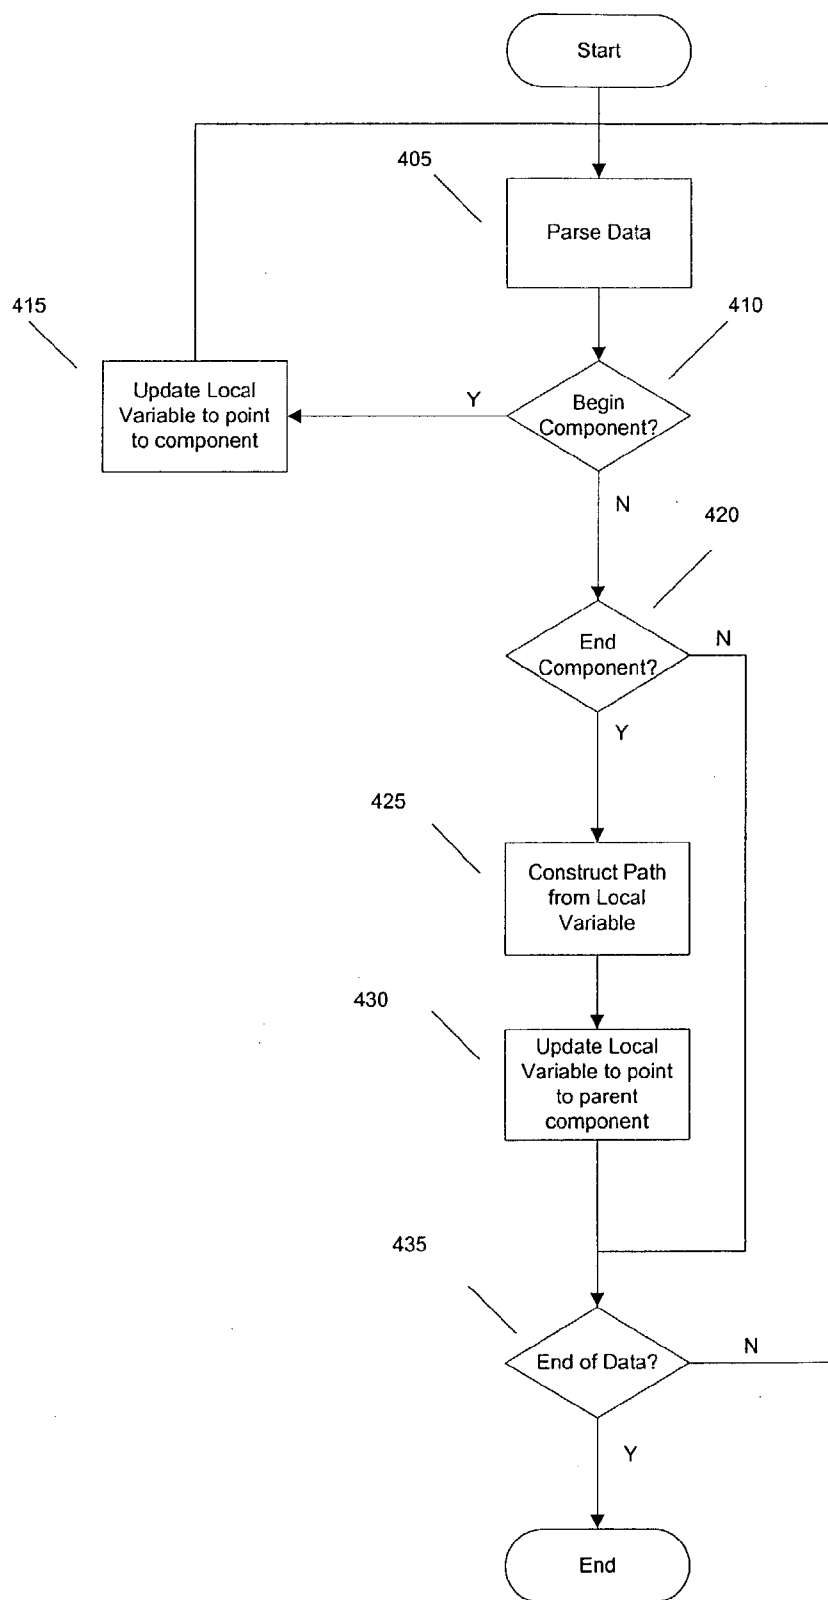 Start
405
Parse Data
415
410
Update Local
Variable to point
to component
Y
Begin
Component?
N
420
End
Component?
N
Y
425
Construct Path
from Local
Variable
430
Update Local
Variable to point
to parent
component
435
End of Data?
N
Y
End